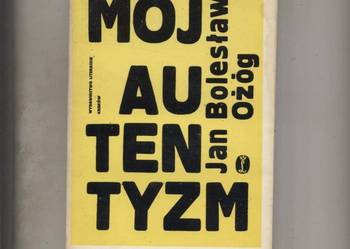 MÓJ
AU
TEN
TYZM
Jan Bolesław
Ożóg
WYDAWNICTWO LITERACKIE
KRAKÓW